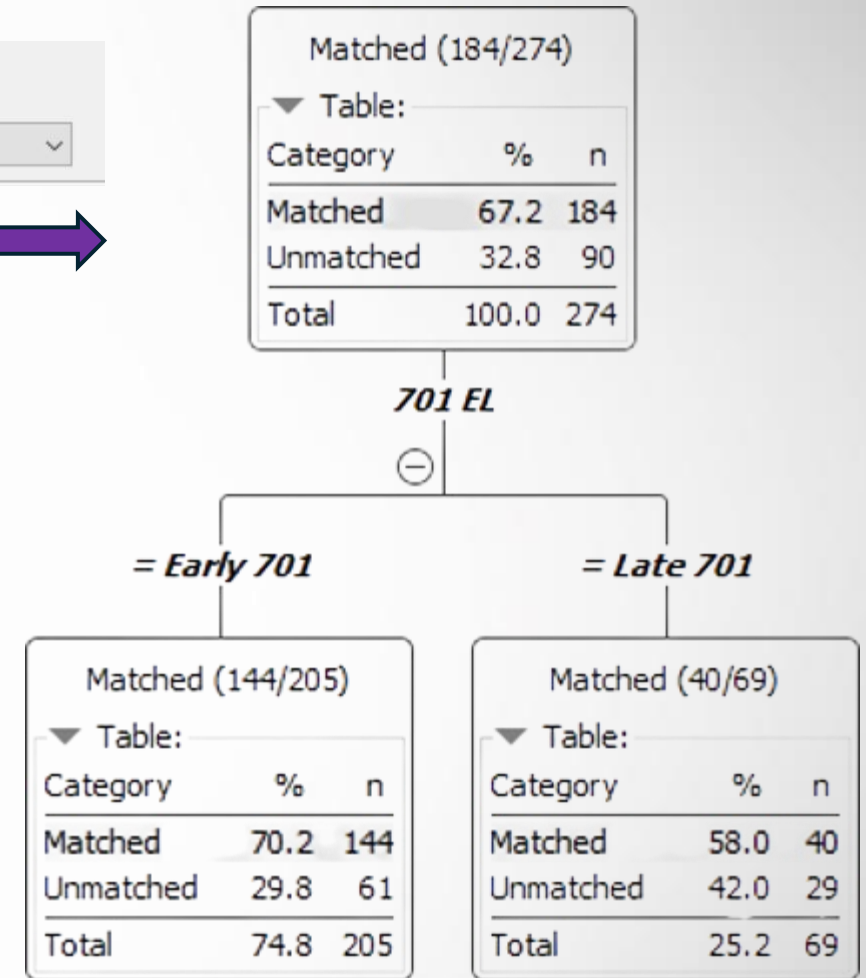 Matched (184/274)
Table:
Category % n
Matched 67.2 184
Unmatched 32.8 90
Total 100.0 274
701 EL
= Early 701
= Late 701
Matched (144/205)
Table:
Category % n
Matched 70.2 144
Unmatched 29.8 61
Total 74.8 205
Matched (40/69)
Table:
Category % n
Matched 58.0 40
Unmatched 42.0 29
Total 25.2 69